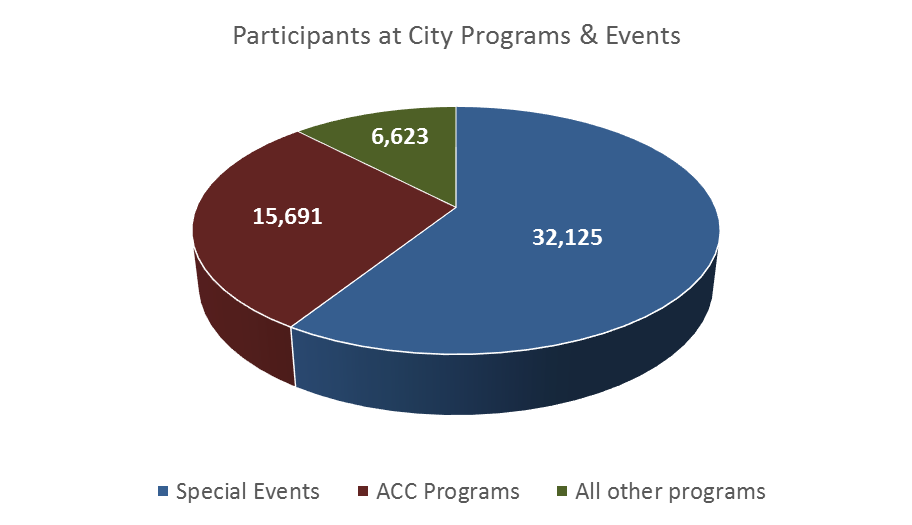 Participants at City Programs & Events
6,623
15,691
32,125
Special Events
ACC Programs
All other programs